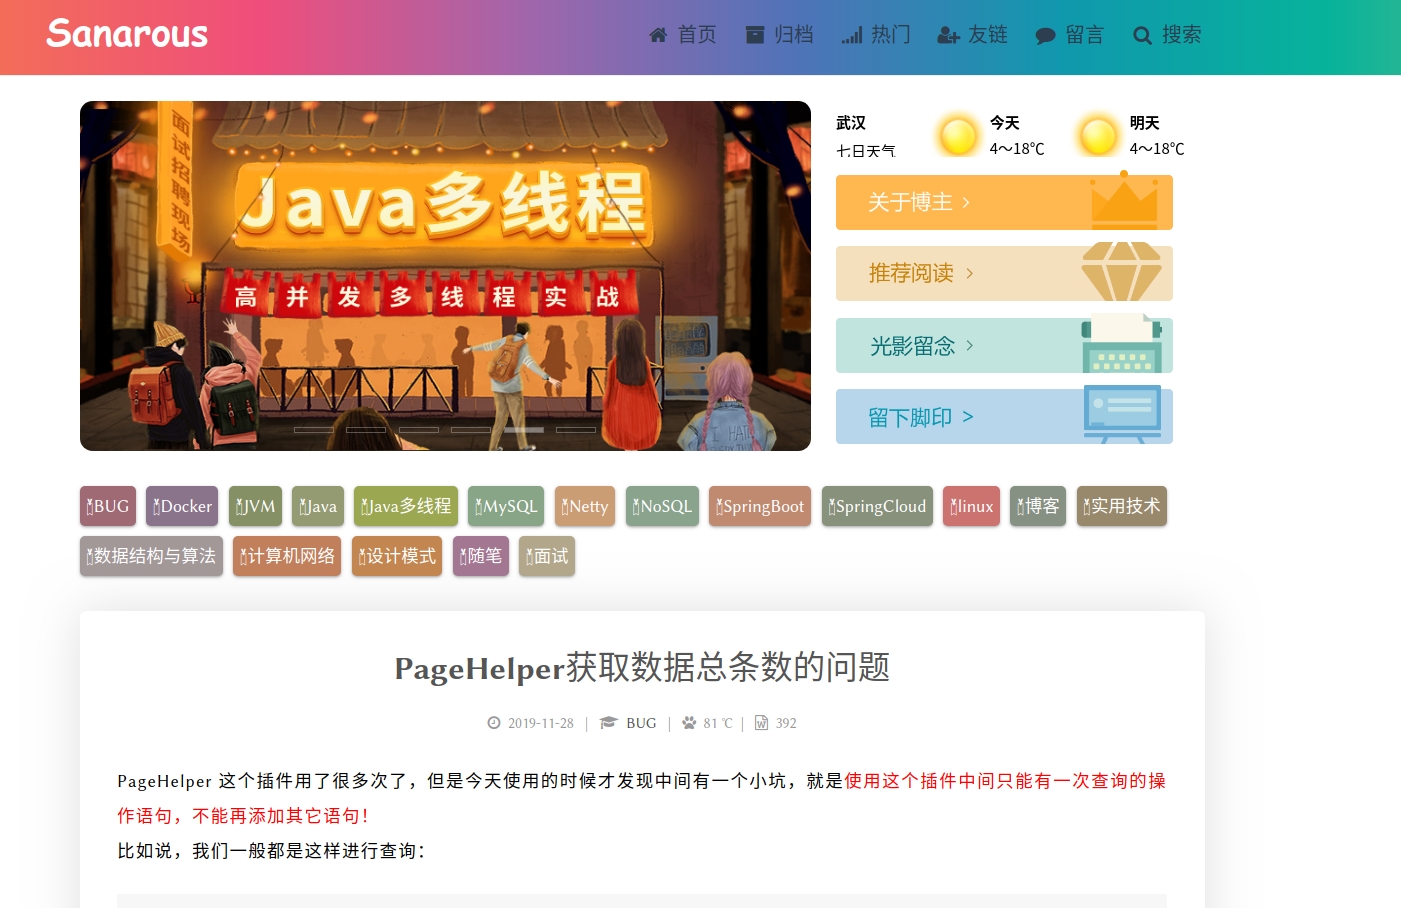 Sanarous
首页 归档 热门 友链 留言 搜索
面试招聘现场
Java多线程
高并发多线程实战
武汉
七日天气
今天
4～18℃
明天
4～18℃
关于博主
推荐阅读
光影留念
留下脚印 >
BUG Docker JVM Java Java多线程 MySQL Netty NoSQL SpringBoot SpringCloud linux 博客 实用技术
数据结构与算法 计算机网络 设计模式 随笔 面试
PageHelper获取数据总条数的问题
2019-11-28 | BUG | 81 ℃ | 392
PageHelper 这个插件用了很多次了，但是今天使用的时候才发现中间有一个小坑，就是使用这个插件中间只能有一次查询的操
作语句，不能再添加其它语句！
比如说，我们一般都是这样进行查询：